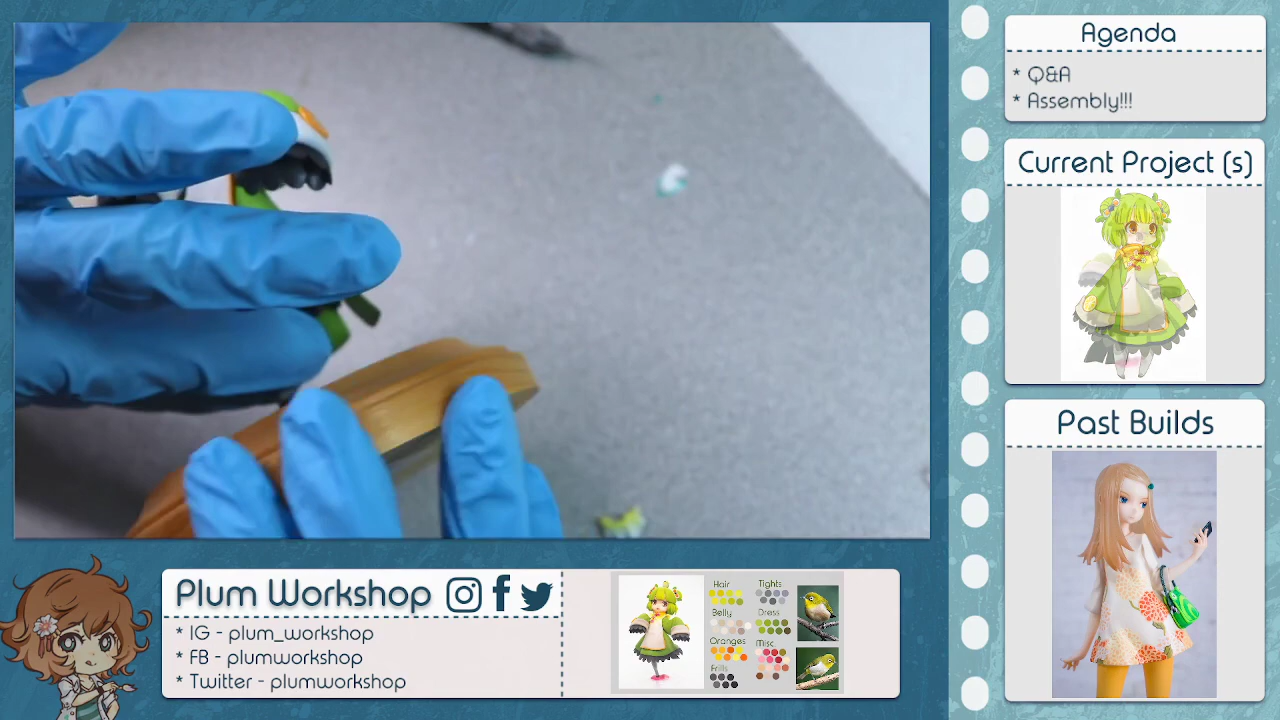 Agenda
* Q&A
* Assembly!!!
Current Project (s)
Past Builds
Plum Workshop
* IG - plum_workshop
* FB - plumworkshop
* Twitter - plumworkshop
Hair
Tights
Belly
Dress
Oranges
Misc.
Frills